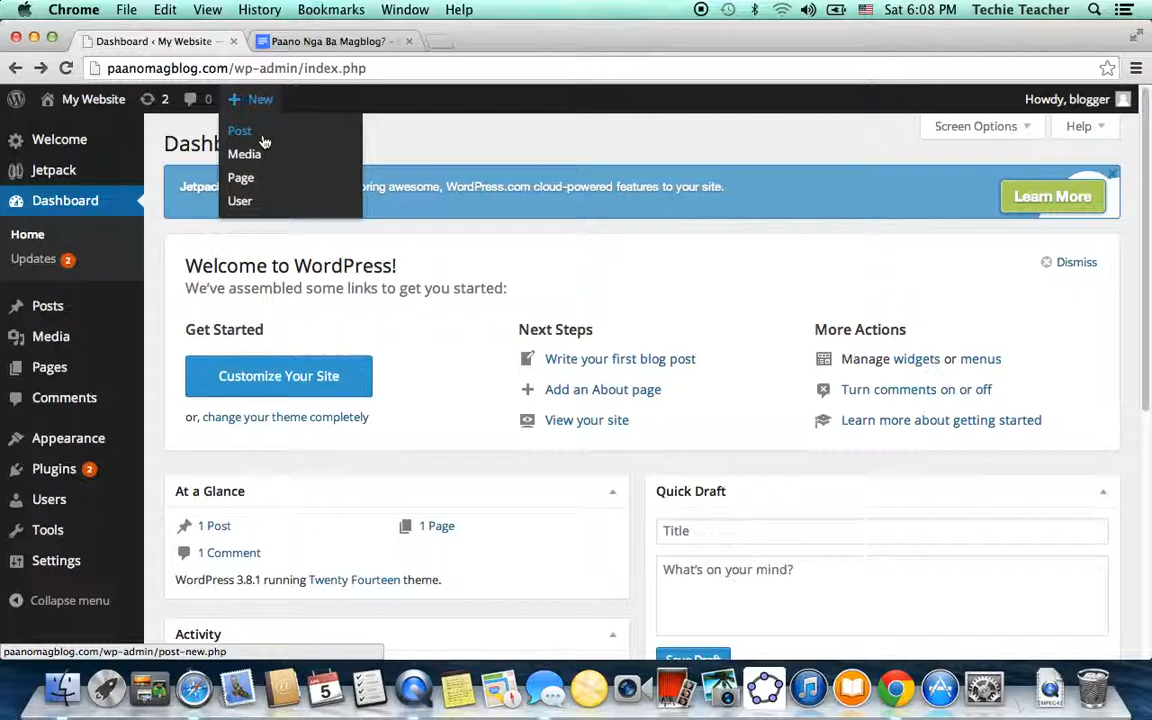 Chrome File Edit View History Bookmarks Window Help Sat 6:08 PM Techie Teacher
Dashboard ‹ My Website — Paano Nga Ba Magblog? -
paanomagblog.com/wp-admin/index.php
My Website 2 0 + New Howdy, blogger
Post
Media
Page
User
Welcome
Jetpack
Dashboard
Home
Updates 2
Posts
Media
Pages
Comments
Appearance
Plugins 2
Users
Tools
Settings
Collapse menu
Dashb
Screen Options Help
Jetpac
oring awesome, WordPress.com cloud-powered features to your site.
Learn More
Welcome to WordPress!
Dismiss
We've assembled some links to get you started:
Get Started
Customize Your Site
or, change your theme completely
Next Steps
Write your first blog post
Add an About page
View your site
More Actions
Manage widgets or menus
Turn comments on or off
Learn more about getting started
At a Glance
1 Post 1 Page
1 Comment
WordPress 3.8.1 running Twenty Fourteen theme.
Activity
Quick Draft
Title
What's on your mind?
Save Draft
paanomagblog.com/wp-admin/post-new.php
5
MPEG4